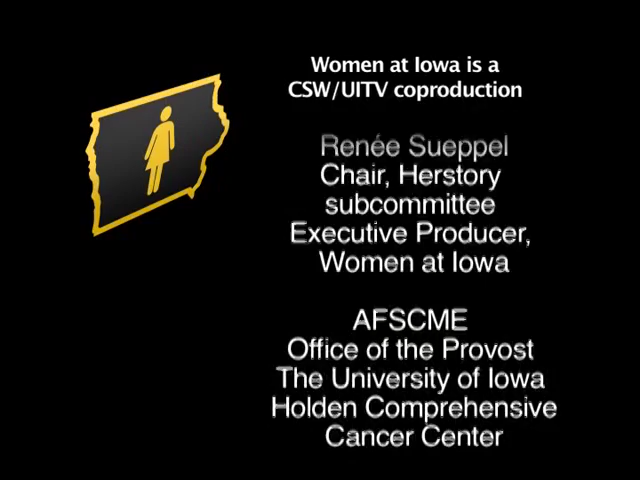 Women at Iowa is a
CSW/UITV coproduction
Renée Sueppel
Chair, Herstory
subcommittee
Executive Producer,
Women at Iowa
AFSCME
Office of the Provost
The University of Iowa
Holden Comprehensive
Cancer Center